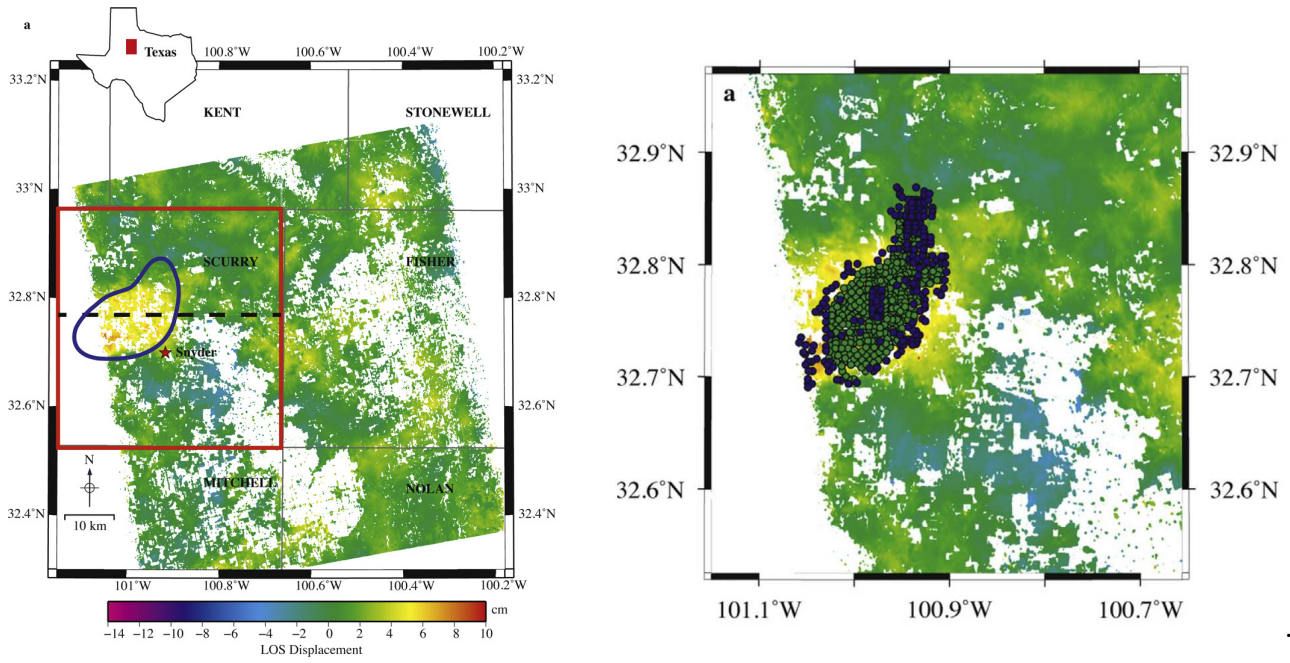 a
Texas
100.8°W 100.6°W 100.4°W 100.2°W
33.2°N 33.2°N
KENT STONEWELL
33°N 33°N
SCURRY FISHER
32.8°N 32.8°N
Snyder
32.6°N 32.6°N
N
MITCHELL NOLAN
32.4°N 32.4°N
10 km
101°W 100.8°W 100.6°W 100.4°W 100.2°W
cm
−14 −12 −10 −8 −6 −4 −2 0 2 4 6 8 10
LOS Displacement
a
32.9°N 32.9°N
32.8°N 32.8°N
32.7°N 32.7°N
32.6°N 32.6°N
101.1°W 100.9°W 100.7°W